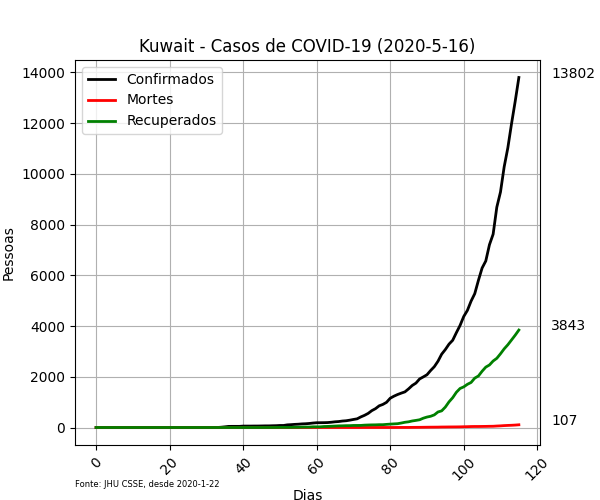 Kuwait - Casos de COVID-19 (2020-5-16)
Confirmados
Mortes
Recuperados
Pessoas
14000
12000
10000
8000
6000
4000
2000
0
13802
3843
107
0
20
40
60
80
100
120
Fonte: JHU CSSE, desde 2020-1-22
Dias